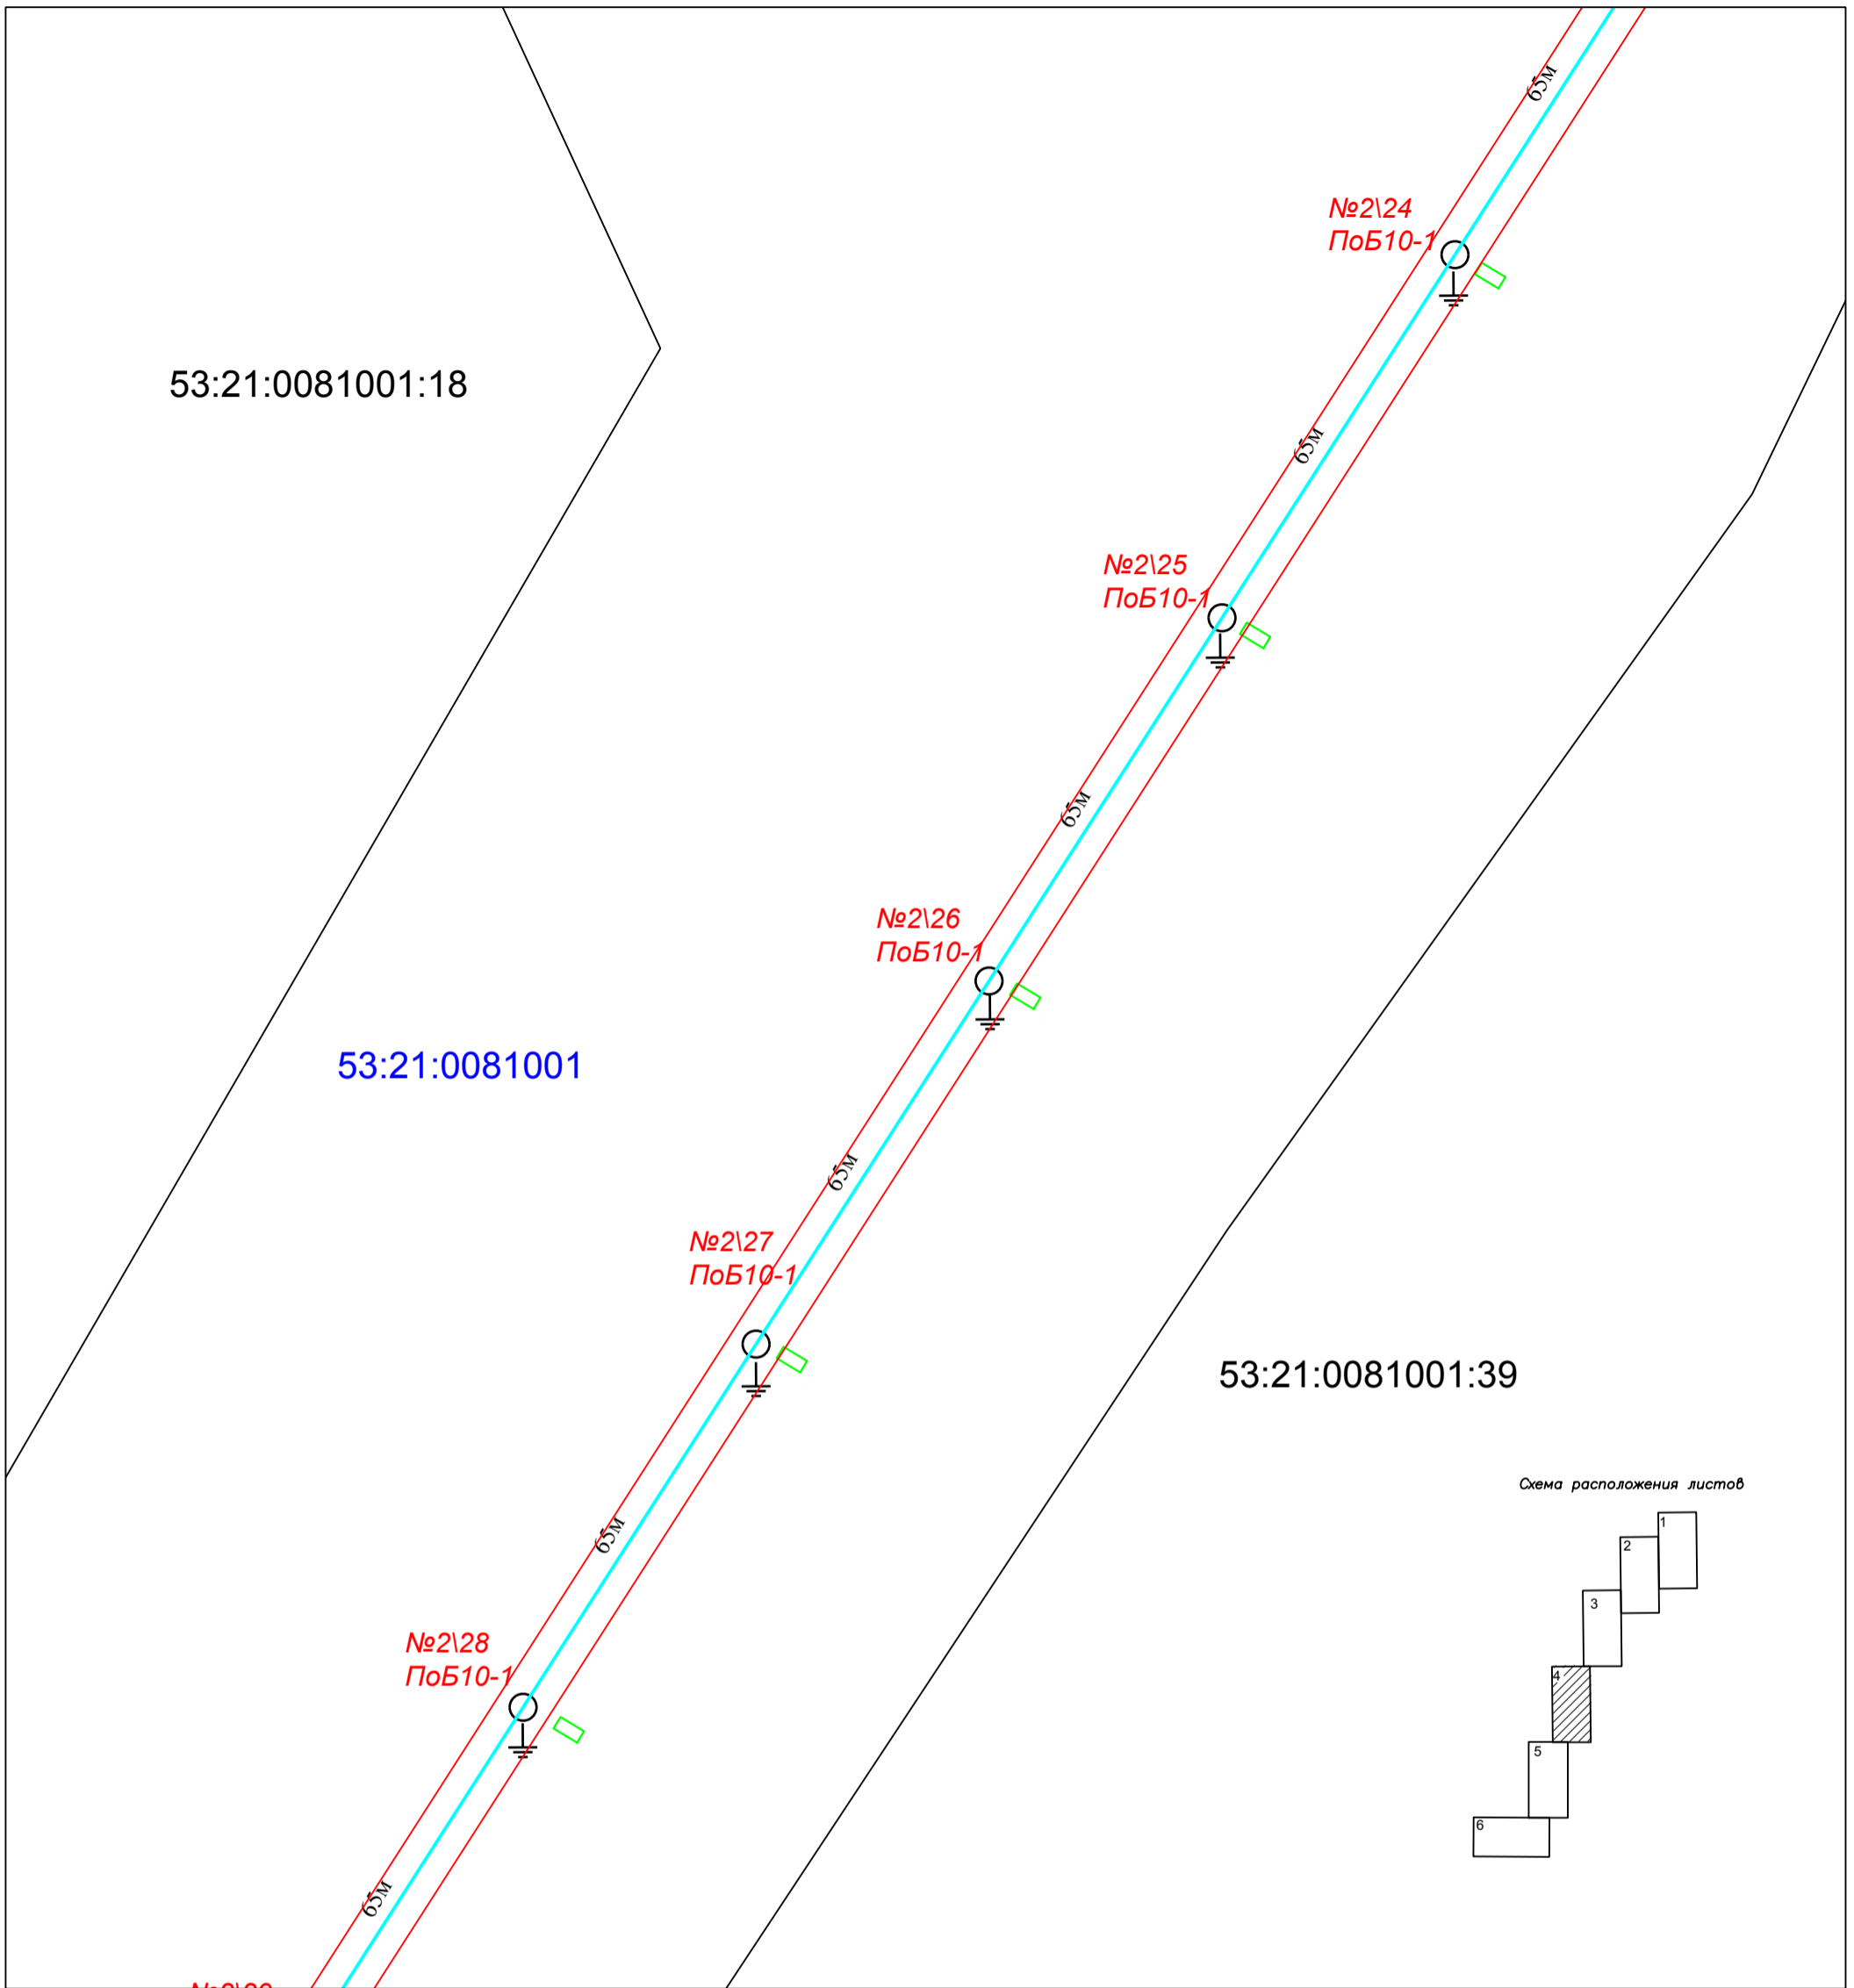 65м
№2\24
ПоБ10-1
53:21:0081001:18
65м
№2\25
ПоБ10-1
65м
№2\26
ПоБ10-1
53:21:0081001
65м
№2\27
ПоБ10-1
53:21:0081001:39
Схема расположения листов
1
2
65м
3
№2\28
ПоБ10-1
4
5
6
65м